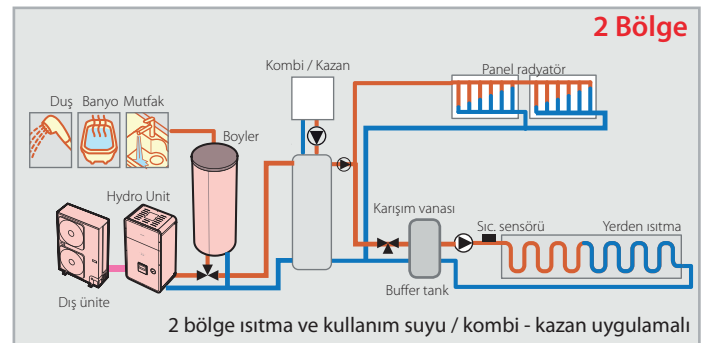 2 Bölge
Kombi / Kazan
Panel radyatör
Duş Banyo Mutfak
Boyler
Hydro Unit
Karışım vanası
Sıc. sensörü
Yerden ısıtma
Dış ünite
Buffer tank
2 bölge ısıtma ve kullanım suyu / kombi - kazan uygulamalı